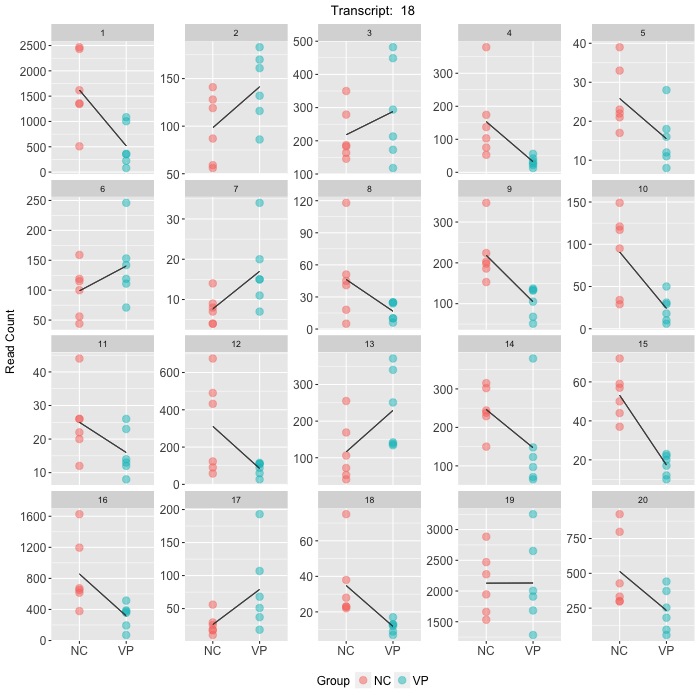 Transcript: 18
1 2 3 4 5
2500 2000 1500 1000 500 0
150 100 50
500 400 300 200 100
300 200 100 0
40 30 20 10
6 7 8 9 10
250 200 150 100 50
30 20 10
120 90 60 30 0
300 200 100
150 100 50 0
Read Count
11 12 13 14 15
40 30 20 10
600 400 200 0
300 200 100
300 200 100
60 40 20
16 17 18 19 20
1600 1200 800 400 0
200 150 100 50
60 40 20
3000 2500 2000 1500
750 500 250
NC VP NC VP NC VP NC VP NC VP
Group NC VP